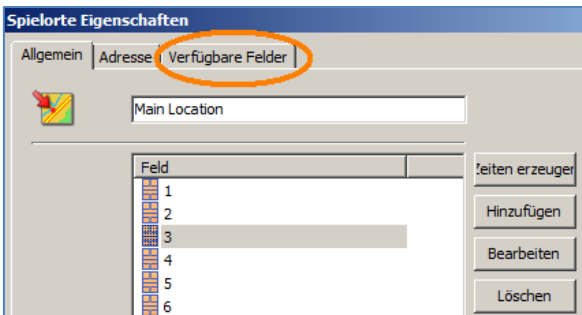 Spielorte Eigenschaften
Allgemein Adresse Verfügbare Felder
Main Location
Feld
Zeiten erzeugen
1
2
Hinzufügen
3
4
Bearbeiten
5
6
Löschen